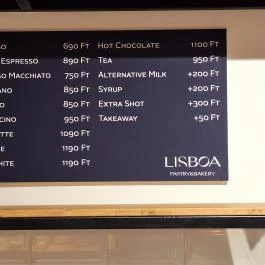 SO 690 FT
ESPRESSO 890 FT
SO MACCHIATO 750 FT
ANO 850 FT
O 850 FT
CINO 950 FT
TTE 1090 FT
E 1190 FT
HITE 1190 FT
HOT CHOCOLATE 1100 FT
TEA 950 FT
ALTERNATIVE MILK +200 FT
SYRUP +200 FT
EXTRA SHOT +300 FT
TAKEAWAY +50 FT
LISBOA
PASTRY&BAKERY